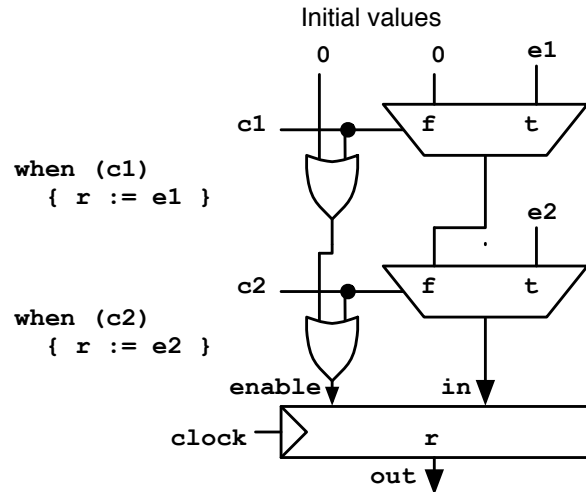 Initial values
0 0 e1
c1 f t
when (c1)
{ r := e1 }
e2
c2 f t
when (c2)
{ r := e2 }
enable in
clock r
out